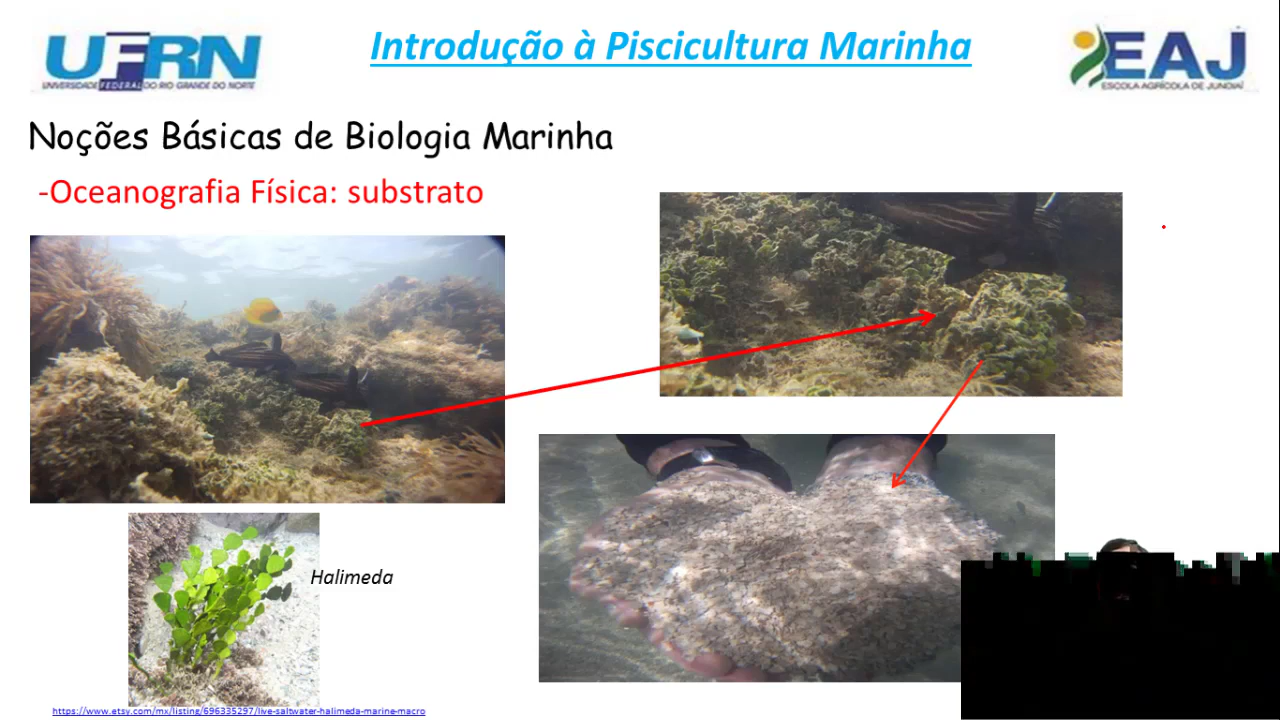 UFRN
UNIVERSIDADE FEDERAL DO RIO GRANDE DO NORTE
Introdução à Piscicultura Marinha
EAJ
ESCOLA AGRÍCOLA DE JUNDIAÍ
Noções Básicas de Biologia Marinha
-Oceanografia Física: substrato
Halimeda
https://www.etsy.com/mx/listing/696335297/live-saltwater-halimeda-marine-macro